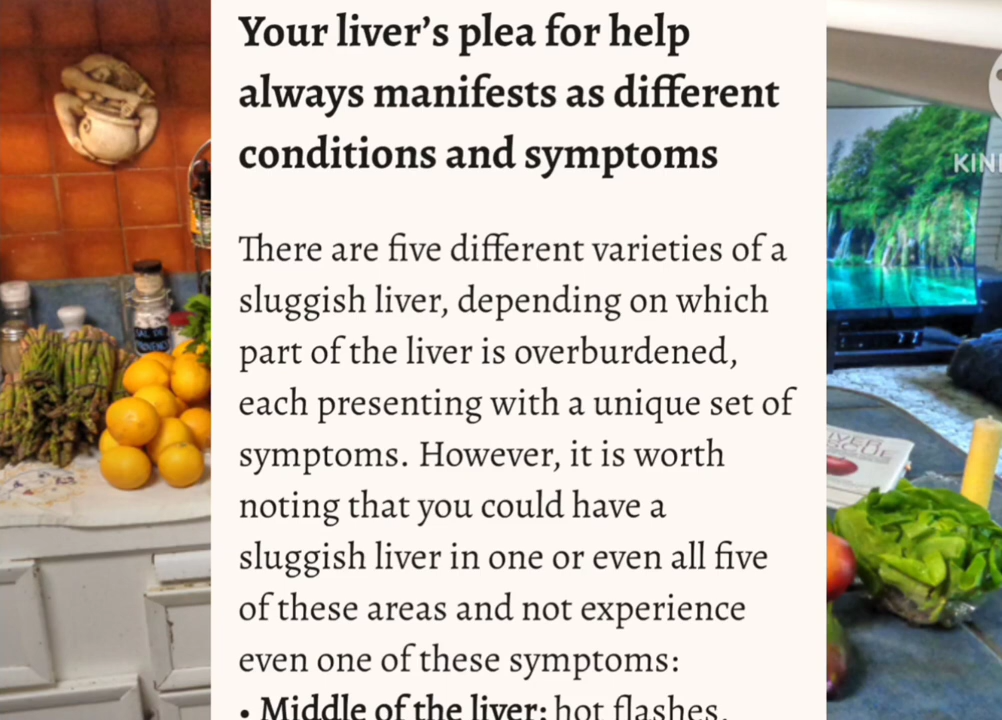 Your liver’s plea for help
always manifests as different
conditions and symptoms
There are five different varieties of a
sluggish liver, depending on which
part of the liver is overburdened,
each presenting with a unique set of
symptoms. However, it is worth
noting that you could have a
sluggish liver in one or even all five
of these areas and not experience
even one of these symptoms:
• Middle of the liver: hot flashes,
KIN
LIVER
RESCUE